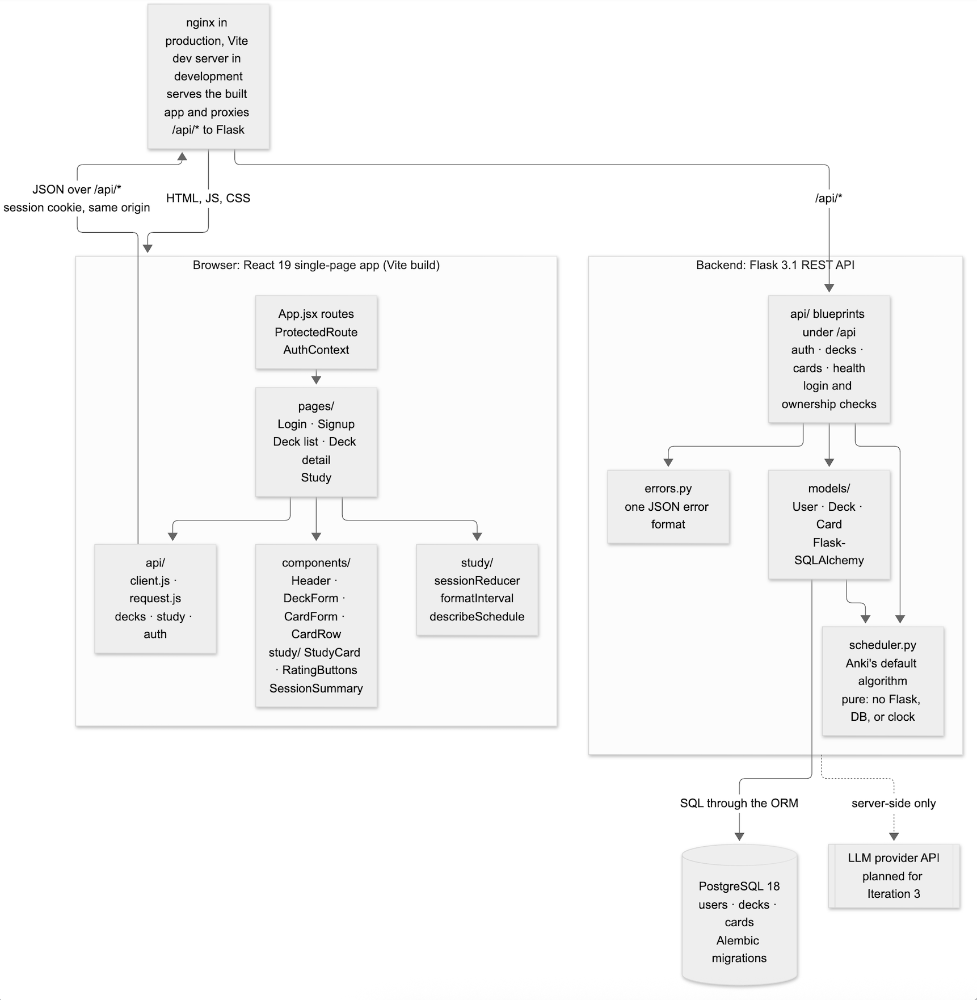 nginx in
production, Vite
dev server in
development
serves the built
app and proxies
/api/* to Flask
JSON over /api/*
session cookie, same origin
HTML, JS, CSS
/api/*
Browser: React 19 single-page app (Vite build)
App.jsx routes
ProtectedRoute
AuthContext
pages/
Login · Signup
Deck list · Deck
detail
Study
api/
client.js ·
request.js
decks · study ·
auth
components/
Header ·
DeckForm ·
CardForm ·
CardRow
study/ StudyCard
· RatingButtons
SessionSummary
study/
sessionReducer
formatInterval
describeSchedule
Backend: Flask 3.1 REST API
api/ blueprints
under /api
auth · decks ·
cards · health
login and
ownership checks
errors.py
one JSON error
format
models/
User · Deck ·
Card
Flask-
SQLAlchemy
scheduler.py
Anki's default
algorithm
pure: no Flask,
DB, or clock
SQL through the ORM
server-side only
PostgreSQL 18
users · decks ·
cards
Alembic
migrations
LLM provider API
planned for
Iteration 3